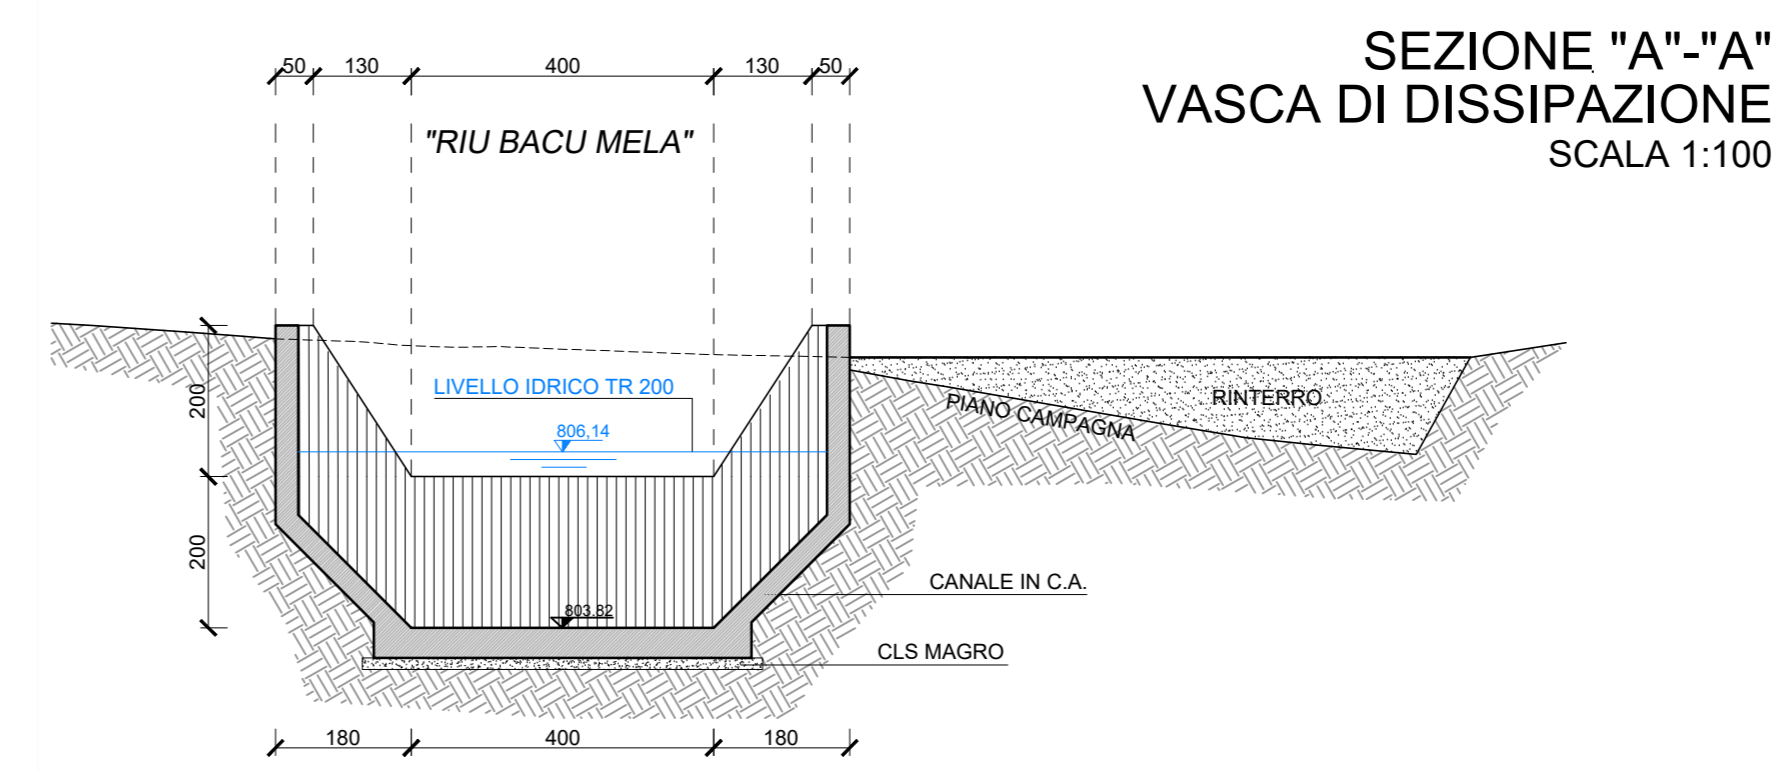 SEZIONE "A"-"A"
VASCA DI DISSIPAZIONE
SCALA 1:100
50 130 400 130 50
"RIU BACU MELA"
200
LIVELLO IDRICO TR 200
806,14
RINTERRO
PIANO CAMPAGNA
200
803.82
CANALE IN C.A.
CLS MAGRO
180 400 180